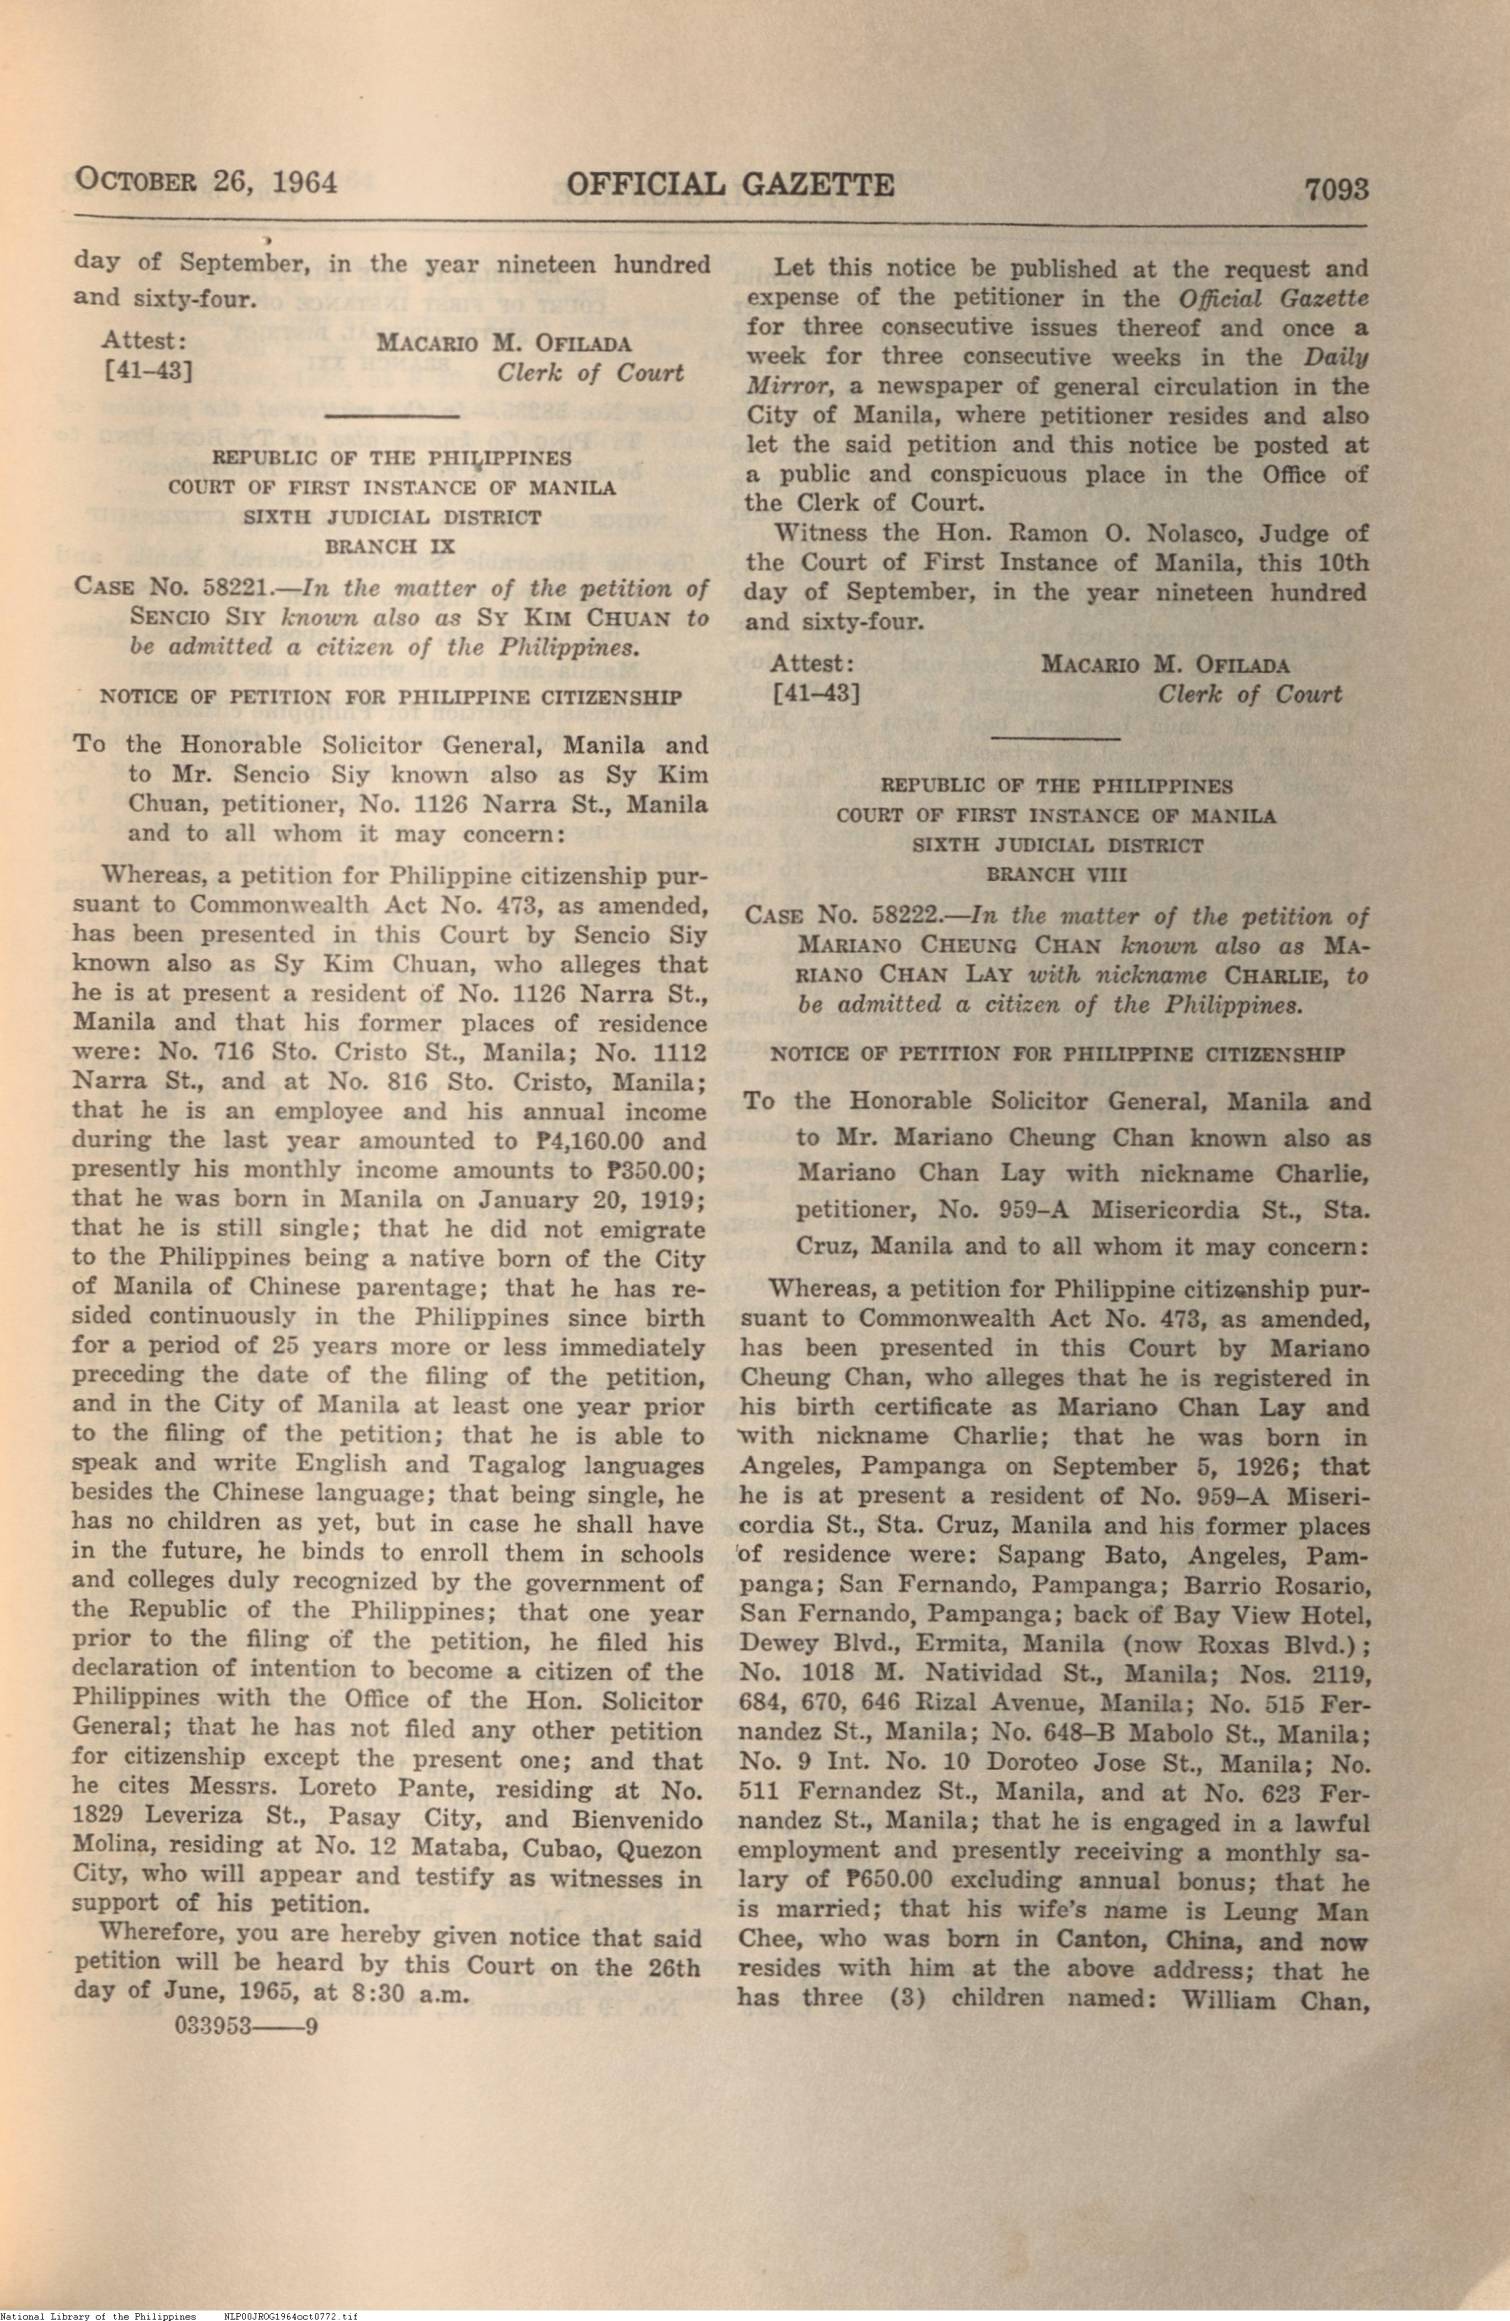 OCTOBER 26, 1964
OFFICIAL GAZETTE
7093
day of September, in the year nineteen hundred
and sixty-four.
Attest:
MACARIO M. OFILADA
[41–43]
Clerk of Court
REPUBLIC OF THE PHILIPPINES
COURT OF FIRST INSTANCE OF MANILA
SIXTH JUDICIAL DISTRICT
BRANCH IX
CASE NO. 58221.—In the matter of the petition of
SENCIO SIY known also as SY KIM CHUAN to
be admitted a citizen of the Philippines.
NOTICE OF PETITION FOR PHILIPPINE CITIZENSHIP
To the Honorable Solicitor General, Manila and
to Mr. Sencio Siy known also as Sy Kim
Chuan, petitioner, No. 1126 Narra St., Manila
and to all whom it may concern:
Whereas, a petition for Philippine citizenship pur-
suant to Commonwealth Act No. 473, as amended,
has been presented in this Court by Sencio Siy
known also as Sy Kim Chuan, who alleges that
he is at present a resident of No. 1126 Narra St.,
Manila and that his former places of residence
were: No. 716 Sto. Cristo St., Manila; No. 1112
Narra St., and at No. 816 Sto. Cristo, Manila;
that he is an employee and his annual income
during the last year amounted to ₱4,160.00 and
presently his monthly income amounts to ₱350.00;
that he was born in Manila on January 20, 1919;
that he is still single; that he did not emigrate
to the Philippines being a native born of the City
of Manila of Chinese parentage; that he has re-
sided continuously in the Philippines since birth
for a period of 25 years more or less immediately
preceding the date of the filing of the petition,
and in the City of Manila at least one year prior
to the filing of the petition; that he is able to
speak and write English and Tagalog languages
besides the Chinese language; that being single, he
has no children as yet, but in case he shall have
in the future, he binds to enroll them in schools
and colleges duly recognized by the government of
the Republic of the Philippines; that one year
prior to the filing of the petition, he filed his
declaration of intention to become a citizen of the
Philippines with the Office of the Hon. Solicitor
General; that he has not filed any other petition
for citizenship except the present one; and that
he cites Messrs. Loreto Pante, residing at No.
1829 Leveriza St., Pasay City, and Bienvenido
Molina, residing at No. 12 Mataba, Cubao, Quezon
City, who will appear and testify as witnesses in
support of his petition.
Wherefore, you are hereby given notice that said
petition will be heard by this Court on the 26th
day of June, 1965, at 8:30 a.m.
033953——9
Let this notice be published at the request and
expense of the petitioner in the Official Gazette
for three consecutive issues thereof and once a
week for three consecutive weeks in the Daily
Mirror, a newspaper of general circulation in the
City of Manila, where petitioner resides and also
let the said petition and this notice be posted at
a public and conspicuous place in the Office of
the Clerk of Court.
Witness the Hon. Ramon O. Nolasco, Judge of
the Court of First Instance of Manila, this 10th
day of September, in the year nineteen hundred
and sixty-four.
Attest:
MACARIO M. OFILADA
[41–43]
Clerk of Court
REPUBLIC OF THE PHILIPPINES
COURT OF FIRST INSTANCE OF MANILA
SIXTH JUDICIAL DISTRICT
BRANCH VIII
CASE NO. 58222.—In the matter of the petition of
MARIANO CHEUNG CHAN known also as MA-
RIANO CHAN LAY with nickname CHARLIE, to
be admitted a citizen of the Philippines.
NOTICE OF PETITION FOR PHILIPPINE CITIZENSHIP
To the Honorable Solicitor General, Manila and
to Mr. Mariano Cheung Chan known also as
Mariano Chan Lay with nickname Charlie,
petitioner, No. 959–A Misericordia St., Sta.
Cruz, Manila and to all whom it may concern:
Whereas, a petition for Philippine citizenship pur-
suant to Commonwealth Act No. 473, as amended,
has been presented in this Court by Mariano
Cheung Chan, who alleges that he is registered in
his birth certificate as Mariano Chan Lay and
with nickname Charlie; that he was born in
Angeles, Pampanga on September 5, 1926; that
he is at present a resident of No. 959–A Miseri-
cordia St., Sta. Cruz, Manila and his former places
of residence were: Sapang Bato, Angeles, Pam-
panga; San Fernando, Pampanga; Barrio Rosario,
San Fernando, Pampanga; back of Bay View Hotel,
Dewey Blvd., Ermita, Manila (now Roxas Blvd.);
No. 1018 M. Natividad St., Manila; Nos. 2119,
684, 670, 646 Rizal Avenue, Manila; No. 515 Fer-
nandez St., Manila; No. 648–B Mabolo St., Manila;
No. 9 Int. No. 10 Doroteo Jose St., Manila; No.
511 Fernandez St., Manila, and at No. 623 Fer-
nandez St., Manila; that he is engaged in a lawful
employment and presently receiving a monthly sa-
lary of ₱650.00 excluding annual bonus; that he
is married; that his wife's name is Leung Man
Chee, who was born in Canton, China, and now
resides with him at the above address; that he
has three (3) children named: William Chan,
National Library of the Philippines NLP00JROG1964oct0772.tif